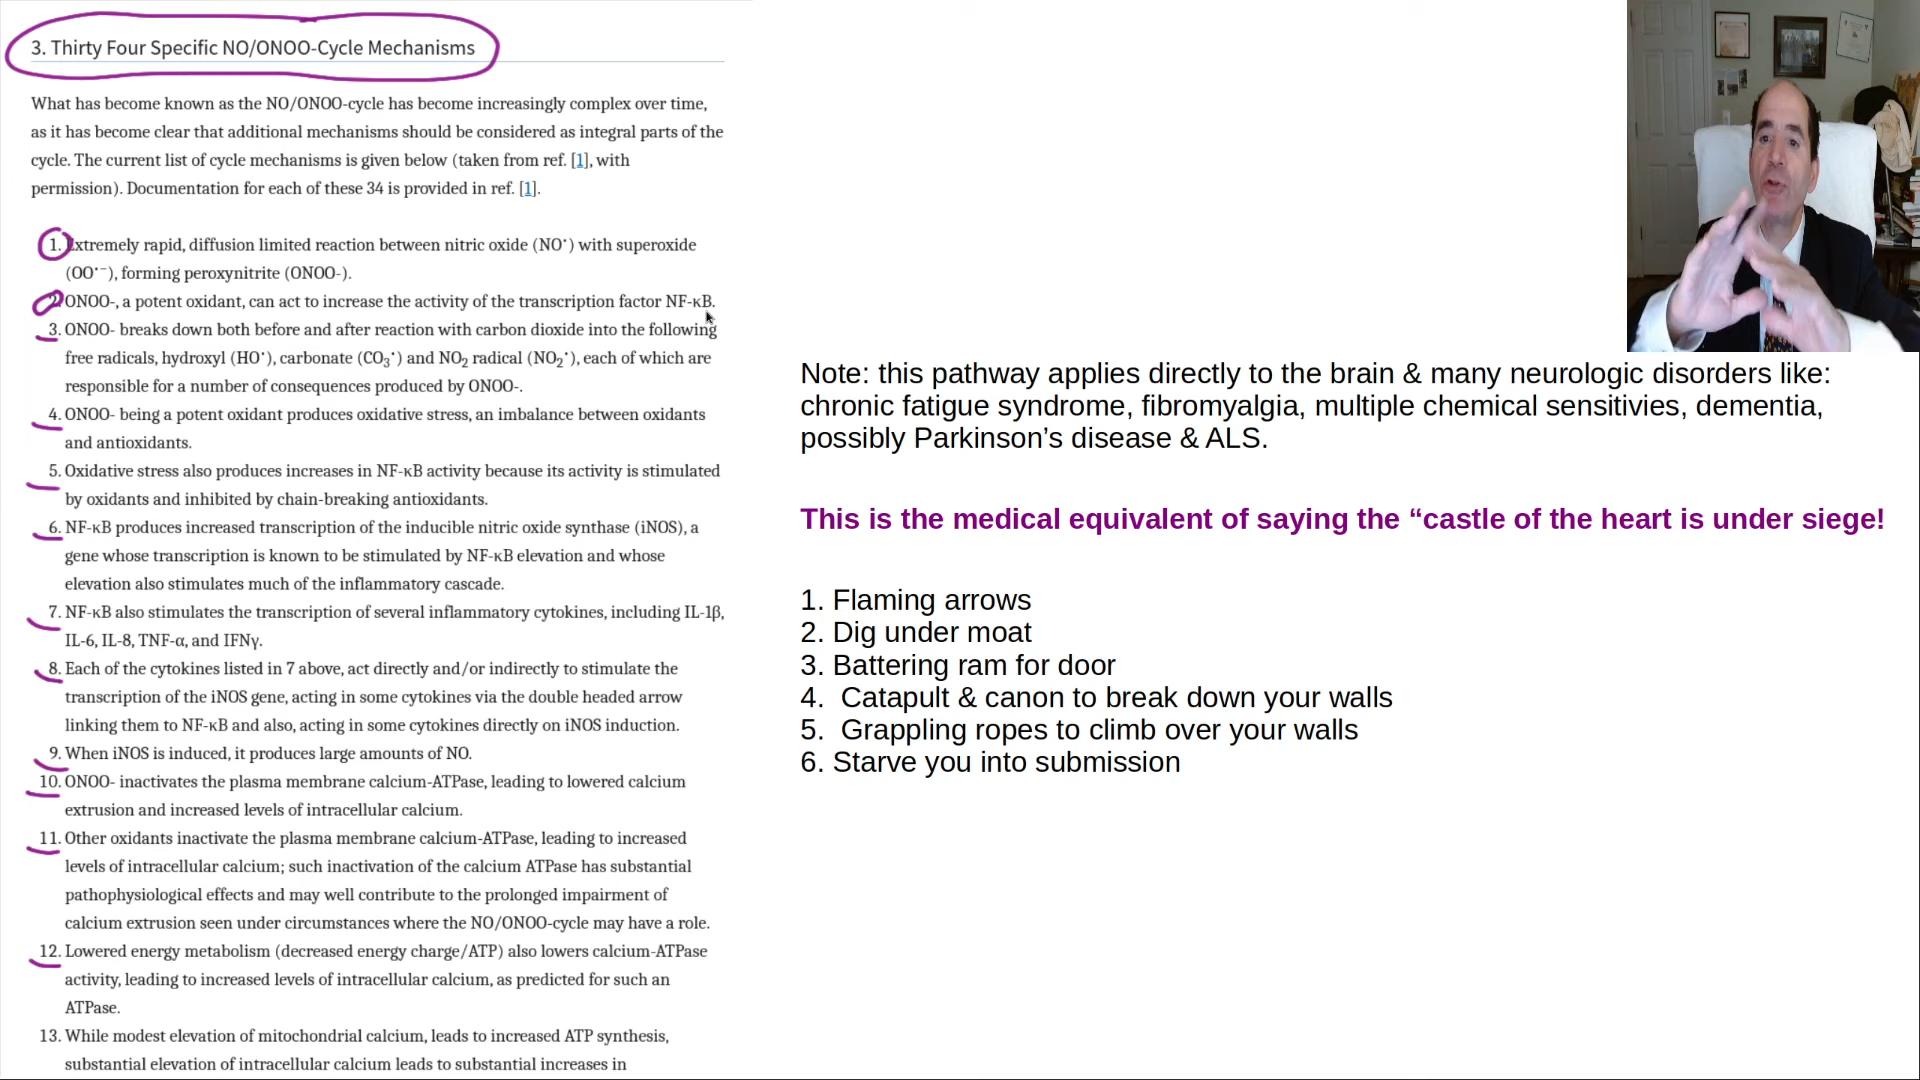 3. Thirty Four Specific NO/ONOO-Cycle Mechanisms
What has become known as the NO/ONOO-cycle has become increasingly complex over time,
as it has become clear that additional mechanisms should be considered as integral parts of the
cycle. The current list of cycle mechanisms is given below (taken from ref. [1], with
permission). Documentation for each of these 34 is provided in ref. [1].
1. Extremely rapid, diffusion limited reaction between nitric oxide (NO•) with superoxide
(OO•−), forming peroxynitrite (ONOO-).
2. ONOO-, a potent oxidant, can act to increase the activity of the transcription factor NF-κB.
3. ONOO- breaks down both before and after reaction with carbon dioxide into the following
free radicals, hydroxyl (HO•), carbonate (CO3•) and NO2 radical (NO2•), each of which are
responsible for a number of consequences produced by ONOO-.
4. ONOO- being a potent oxidant produces oxidative stress, an imbalance between oxidants
and antioxidants.
5. Oxidative stress also produces increases in NF-κB activity because its activity is stimulated
by oxidants and inhibited by chain-breaking antioxidants.
6. NF-κB produces increased transcription of the inducible nitric oxide synthase (iNOS), a
gene whose transcription is known to be stimulated by NF-κB elevation and whose
elevation also stimulates much of the inflammatory cascade.
7. NF-κB also stimulates the transcription of several inflammatory cytokines, including IL-1β,
IL-6, IL-8, TNF-α, and IFNγ.
8. Each of the cytokines listed in 7 above, act directly and/or indirectly to stimulate the
transcription of the iNOS gene, acting in some cytokines via the double headed arrow
linking them to NF-κB and also, acting in some cytokines directly on iNOS induction.
9. When iNOS is induced, it produces large amounts of NO.
10. ONOO- inactivates the plasma membrane calcium-ATPase, leading to lowered calcium
extrusion and increased levels of intracellular calcium.
11. Other oxidants inactivate the plasma membrane calcium-ATPase, leading to increased
levels of intracellular calcium; such inactivation of the calcium ATPase has substantial
pathophysiological effects and may well contribute to the prolonged impairment of
calcium extrusion seen under circumstances where the NO/ONOO-cycle may have a role.
12. Lowered energy metabolism (decreased energy charge/ATP) also lowers calcium-ATPase
activity, leading to increased levels of intracellular calcium, as predicted for such an
ATPase.
13. While modest elevation of mitochondrial calcium, leads to increased ATP synthesis,
substantial elevation of intracellular calcium leads to substantial increases in
Note: this pathway applies directly to the brain & many neurologic disorders like:
chronic fatigue syndrome, fibromyalgia, multiple chemical sensitivies, dementia,
possibly Parkinson’s disease & ALS.
This is the medical equivalent of saying the “castle of the heart is under siege!
1. Flaming arrows
2. Dig under moat
3. Battering ram for door
4. Catapult & canon to break down your walls
5. Grappling ropes to climb over your walls
6. Starve you into submission